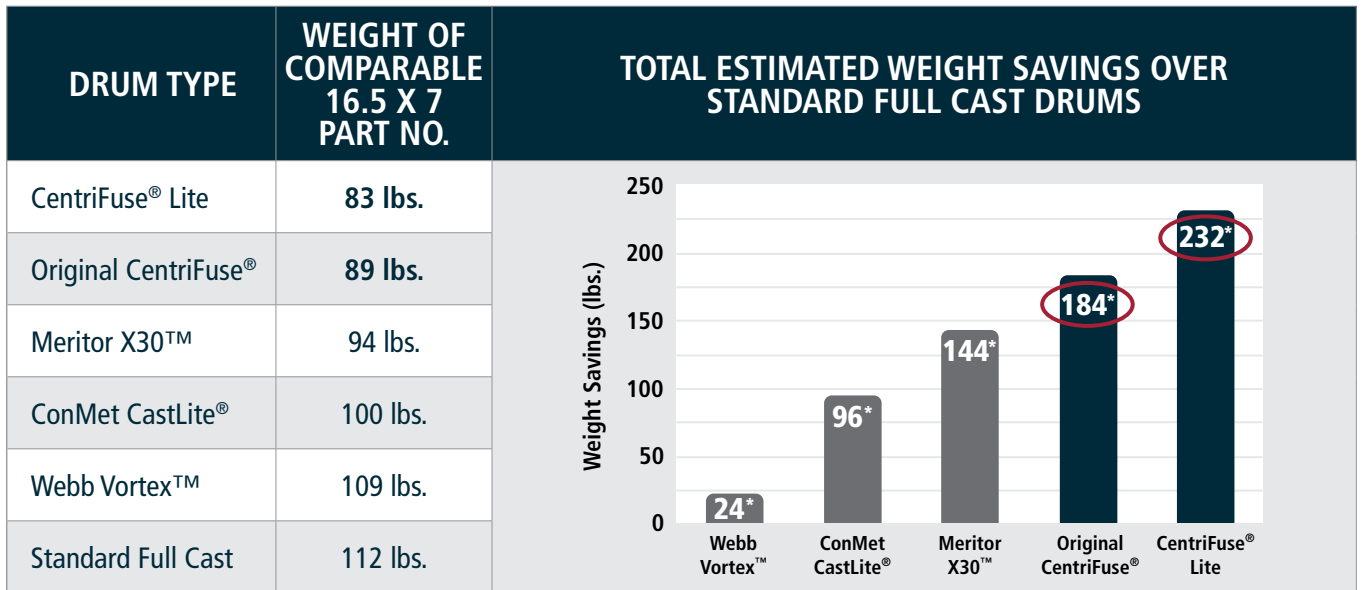 DRUM TYPE
WEIGHT OF
COMPARABLE
16.5 X 7
PART NO.
TOTAL ESTIMATED WEIGHT SAVINGS OVER
STANDARD FULL CAST DRUMS
CentriFuse® Lite
83 lbs.
Original CentriFuse®
89 lbs.
Meritor X30™
94 lbs.
ConMet CastLite®
100 lbs.
Webb Vortex™
109 lbs.
Standard Full Cast
112 lbs.
Weight Savings (lbs.)
250
200
150
100
50
0
24*
96*
144*
184*
232*
Webb
Vortex™
ConMet
CastLite®
Meritor
X30™
Original
CentriFuse®
CentriFuse®
Lite